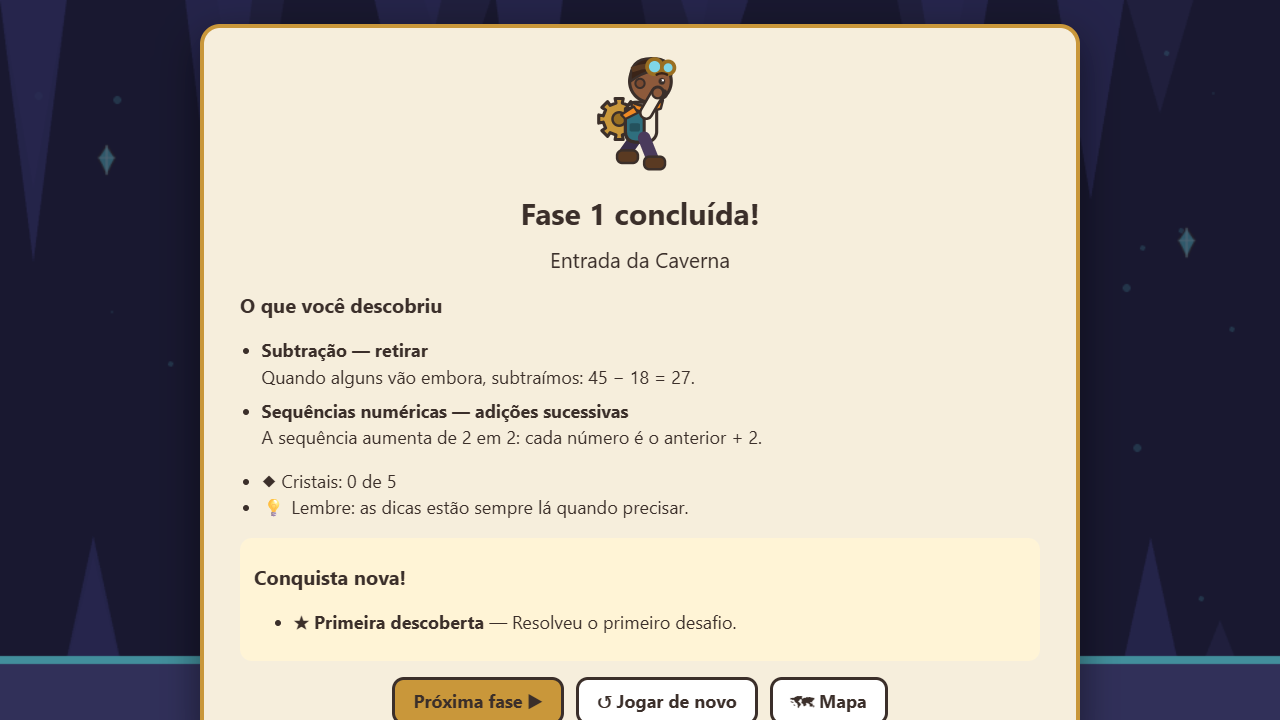 Fase 1 concluída!
Entrada da Caverna
O que você descobriu
• Subtração — retirar
Quando alguns vão embora, subtraímos: 45 − 18 = 27.
• Sequências numéricas — adições sucessivas
A sequência aumenta de 2 em 2: cada número é o anterior + 2.
• ◆ Cristais: 0 de 5
• 💡 Lembre: as dicas estão sempre lá quando precisar.
Conquista nova!
• ★ Primeira descoberta — Resolveu o primeiro desafio.
Próxima fase ▶
↺ Jogar de novo
🗺 Mapa